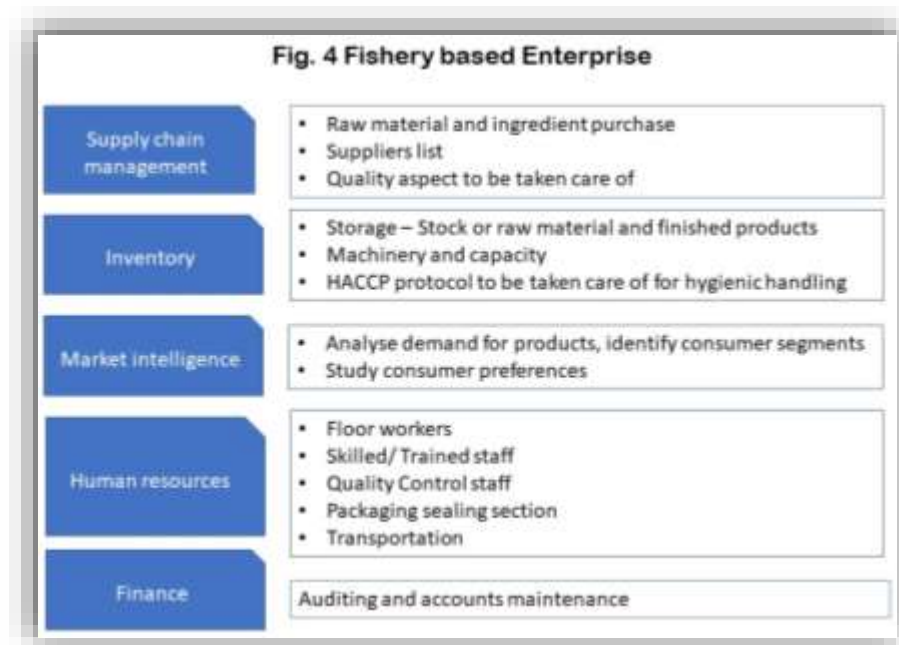 Fig. 4 Fishery based Enterprise
Supply chain
management
• Raw material and ingredient purchase
• Suppliers list
• Quality aspect to be taken care of
Inventory
• Storage – Stock or raw material and finished products
• Machinery and capacity
• HACCP protocol to be taken care of for hygienic handling
Market intelligence
• Analyse demand for products, identify consumer segments
• Study consumer preferences
Human resources
• Floor workers
• Skilled/ Trained staff
• Quality Control staff
• Packaging sealing section
• Transportation
Finance
Auditing and accounts maintenance